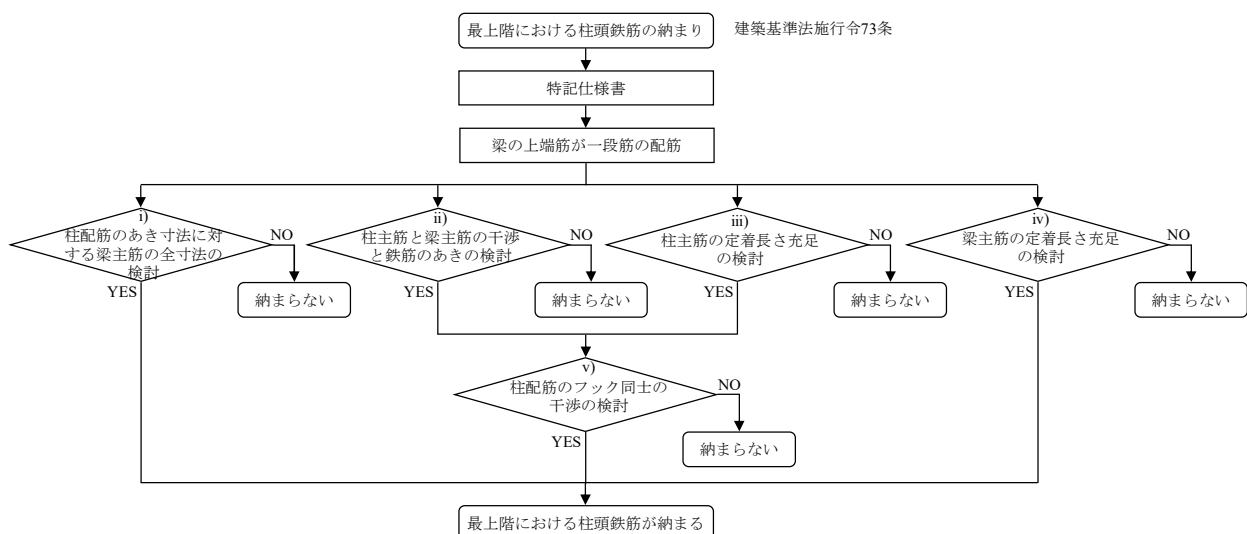 最上階における柱頭鉄筋の納まり
建築基準法施行令73条
特記仕様書
梁の上端筋が一段筋の配筋
i)
柱配筋のあき寸法に対
する梁主筋の全寸法の
検討
NO
YES
納まらない
ii)
柱主筋と梁主筋の干渉
と鉄筋のあきの検討
NO
YES
納まらない
iii)
柱主筋の定着長さ充足
の検討
NO
YES
納まらない
iv)
梁主筋の定着長さ充足
の検討
NO
YES
納まらない
v)
柱配筋のフック同士の
干渉の検討
NO
YES
納まらない
最上階における柱頭鉄筋が納まる